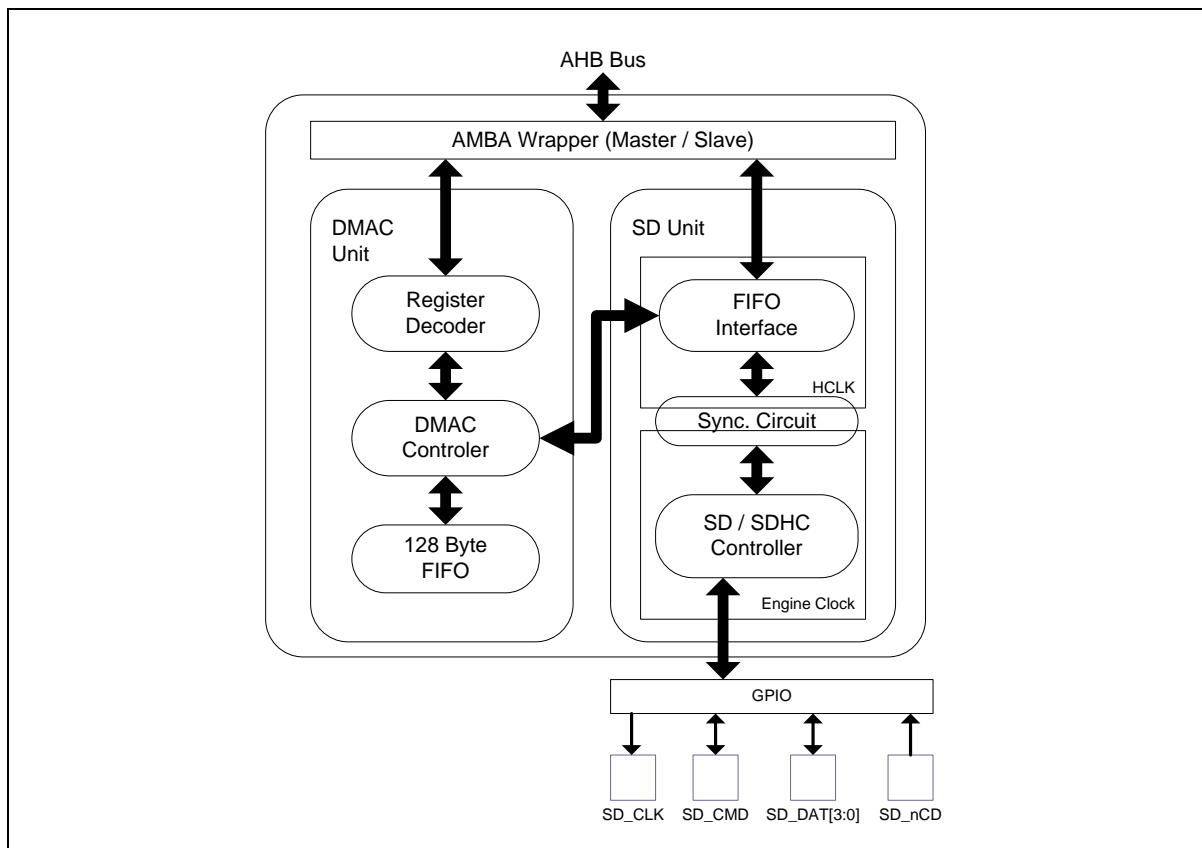 AHB Bus
AMBA Wrapper (Master / Slave)
DMAC
Unit
Register
Decoder
DMAC
Controler
128 Byte
FIFO
SD Unit
FIFO
Interface
HCLK
Sync. Circuit
SD / SDHC
Controller
Engine Clock
GPIO
SD_CLK
SD_CMD
SD_DAT[3:0]
SD_nCD